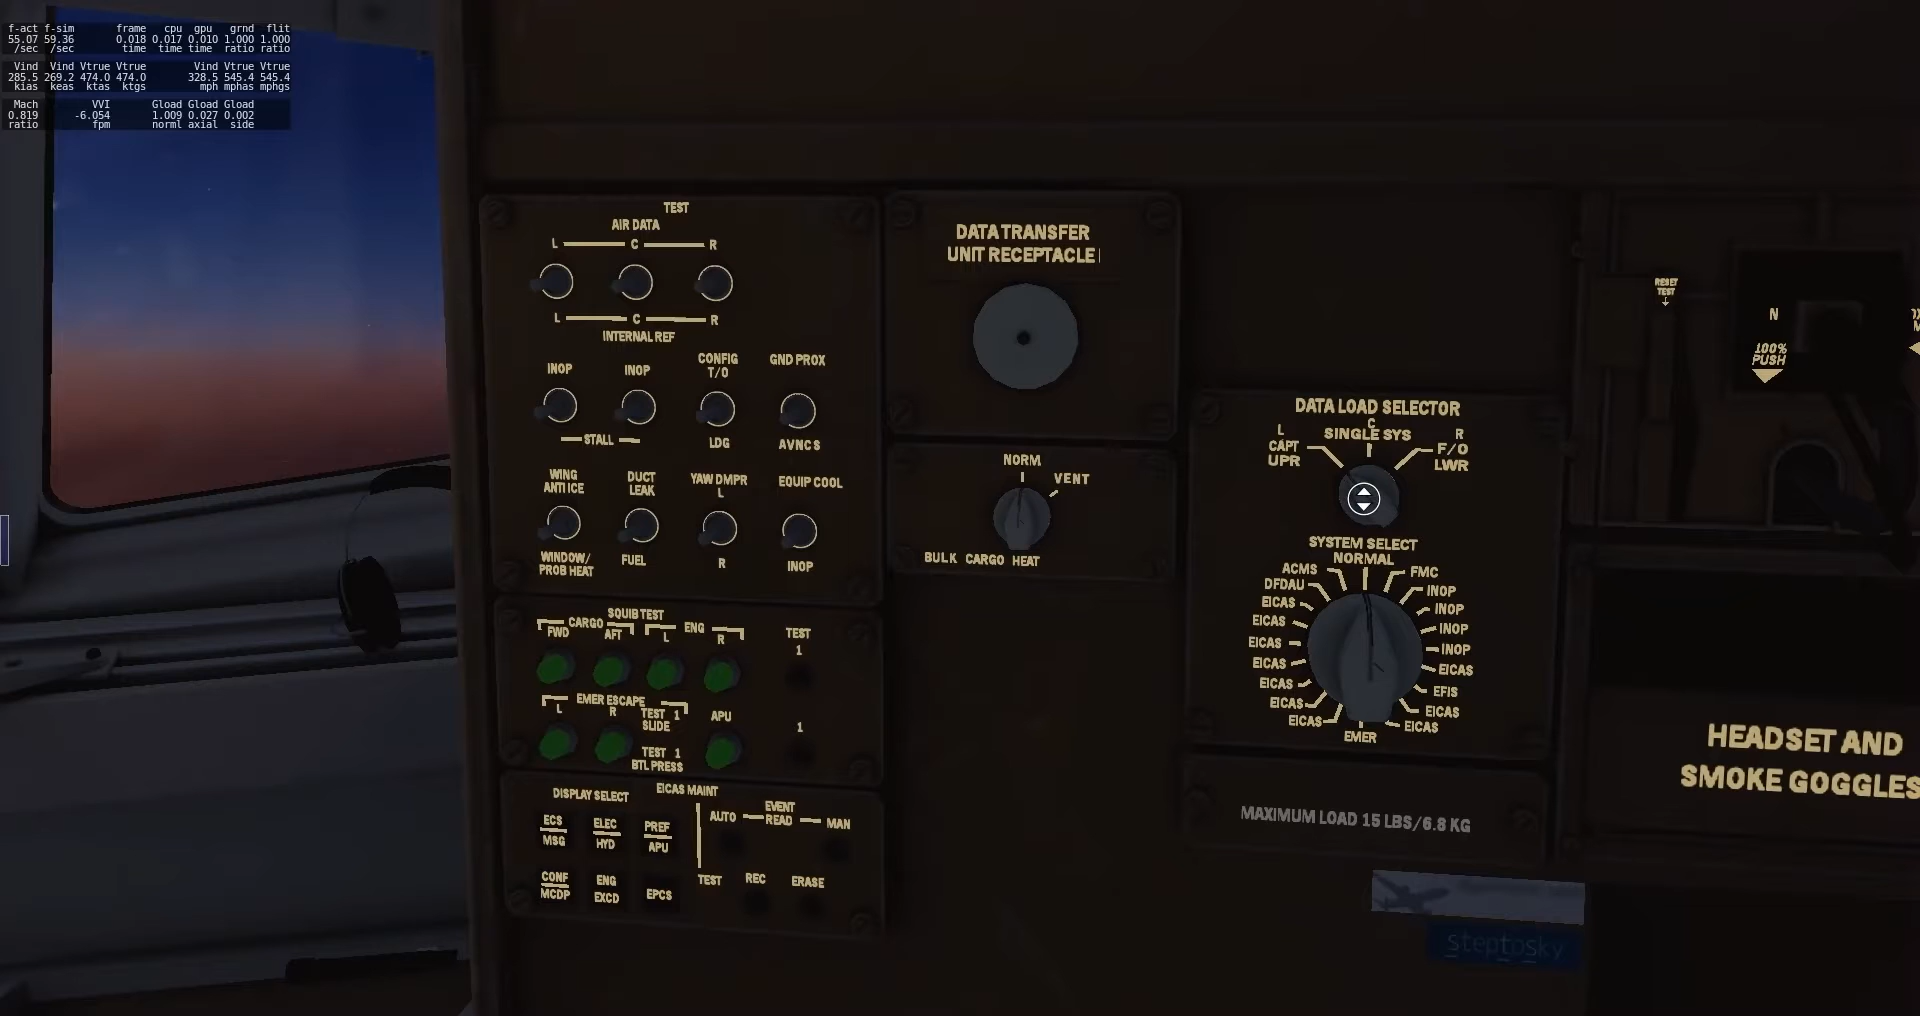 f-act f-sim frame cpu gpu grnd flit
55.07 59.36 0.018 0.017 0.010 1.000 1.000
/sec /sec time time time ratio ratio
Vind Vind Vtrue Vtrue Vind Vtrue Vtrue
285.5 269.2 474.0 474.0 328.5 545.4 545.4
kias keas ktas ktgs mph mphas mphgs
Mach VVI Gload Gload Gload
0.819 -6.054 1.009 0.027 0.002
ratio fpm norml axial side
TEST
AIR DATA
L C R
L C R
INTERNAL REF
INOP INOP CONFIG T/O GND PROX
STALL LDG AVNCS
WING ANTI ICE DUCT LEAK YAW DMPR L EQUIP COOL
WINDOW/ PROB HEAT FUEL R INOP
SQUIB TEST
CARGO ENG TEST
FWD AFT L R 1
EMER ESCAPE
L R TEST 1 SLIDE APU 1
TEST 1
BTL PRESS
DISPLAY SELECT EICAS MAINT
ECS MSG ELEC HYD PREF APU AUTO EVENT READ MAN
CONF MCDP ENG EXCD EPCS TEST REC ERASE
DATA TRANSFER
UNIT RECEPTACLE
NORM
VENT
BULK CARGO HEAT
DATA LOAD SELECTOR
L C R
CAPT SINGLE SYS F/O
UPR LWR
SYSTEM SELECT
NORMAL
ACMS FMC
DFDAU INOP
EICAS INOP
EICAS INOP
EICAS INOP
EICAS EICAS
EICAS EFIS
EICAS EICAS
EICAS EICAS
EMER
MAXIMUM LOAD 15 LBS/6.8 KG
RESET
TEST
N
100%
PUSH
HEADSET AND
SMOKE GOGGLES
steptosky